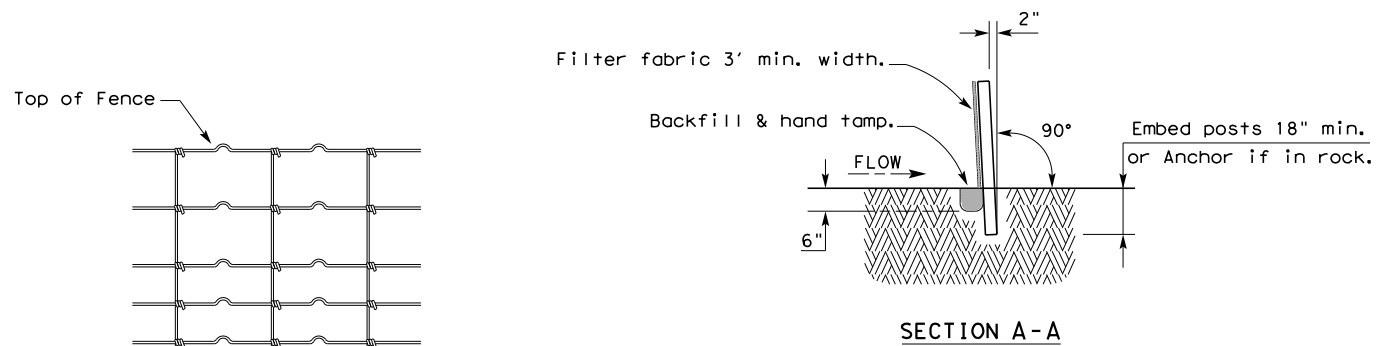 Top of Fence
2"
Filter fabric 3' min. width.
Backfill & hand tamp.
90°
Embed posts 18" min.
or Anchor if in rock.
FLOW
6"
SECTION A-A